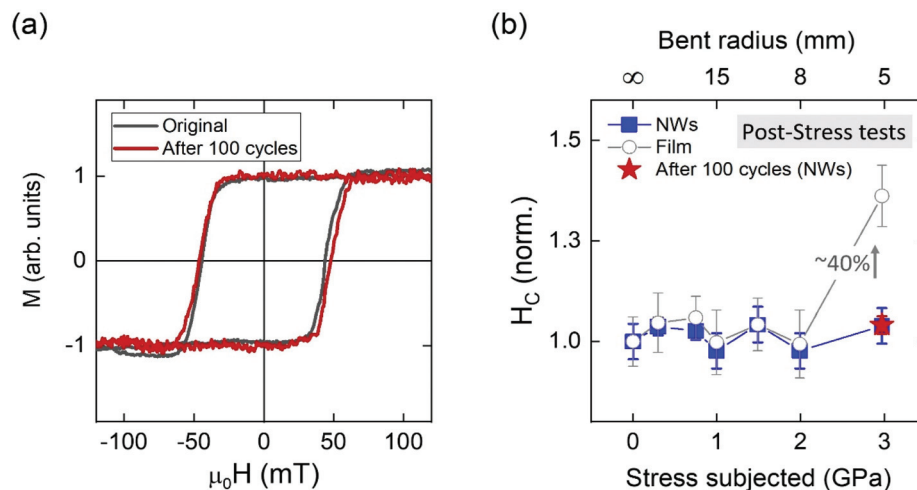 (a)
Original
After 100 cycles
M (arb. units)
1
0
-1
-100 -50 0 50 100
μ₀H (mT)
(b)
Bent radius (mm)
∞ 15 8 5
NWs
Film
After 100 cycles (NWs)
Post-Stress tests
H_C (norm.)
1.5
1.3
1.0
~40%
0 1 2 3
Stress subjected (GPa)